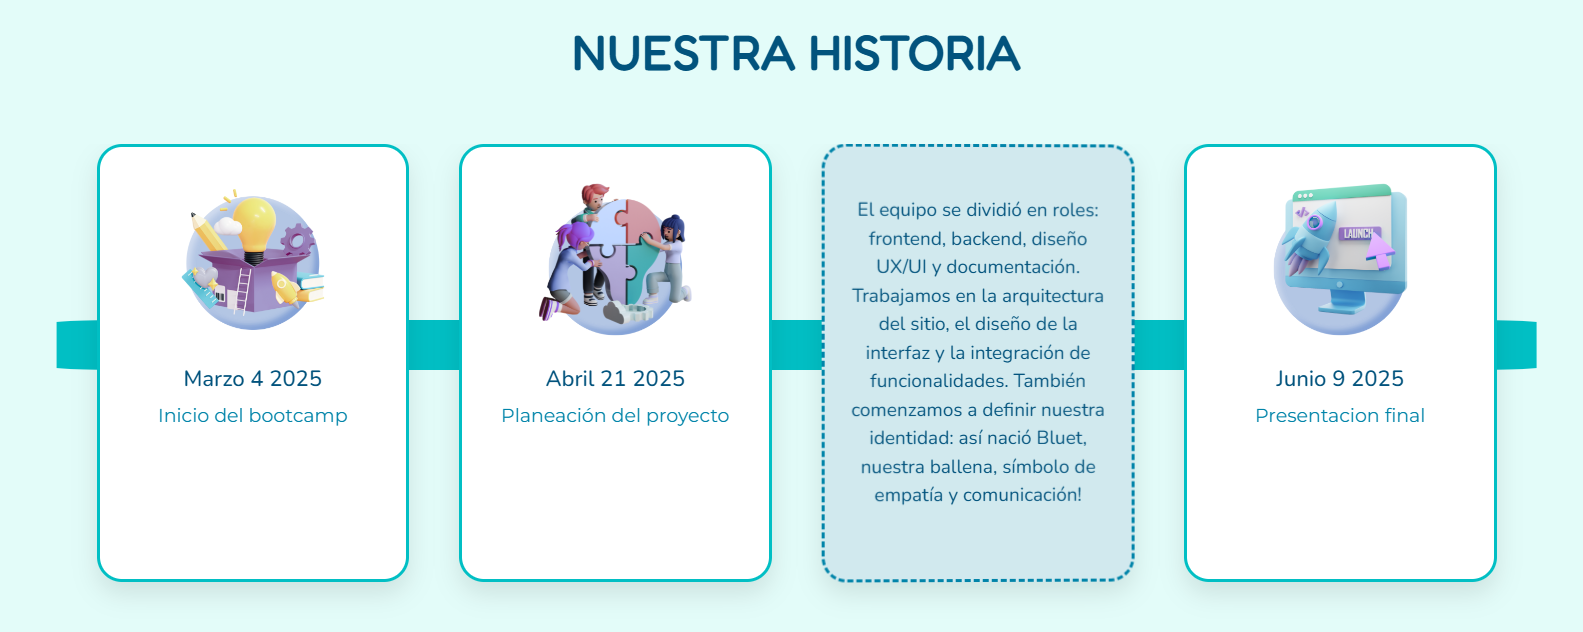 NUESTRA HISTORIA
Marzo 4 2025
Inicio del bootcamp
Abril 21 2025
Planeación del proyecto
El equipo se dividió en roles:
frontend, backend, diseño
UX/UI y documentación.
Trabajamos en la arquitectura
del sitio, el diseño de la
interfaz y la integración de
funcionalidades. También
comenzamos a definir nuestra
identidad: así nació Bluet,
nuestra ballena, símbolo de
empatía y comunicación!
LAUNCH
Junio 9 2025
Presentacion final